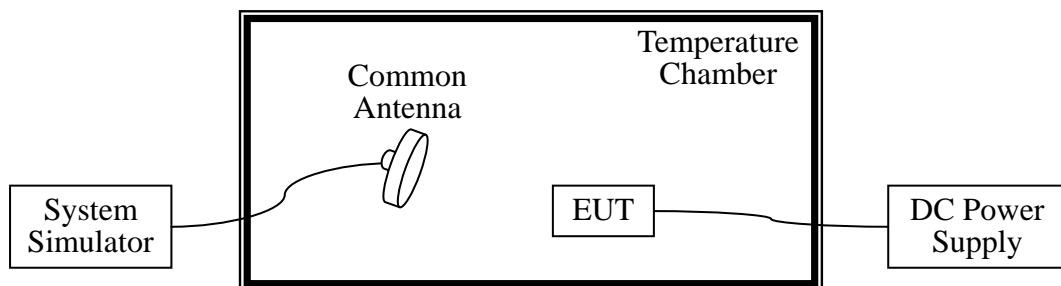 Temperature
Chamber
Common
Antenna
System
Simulator
EUT
DC Power
Supply